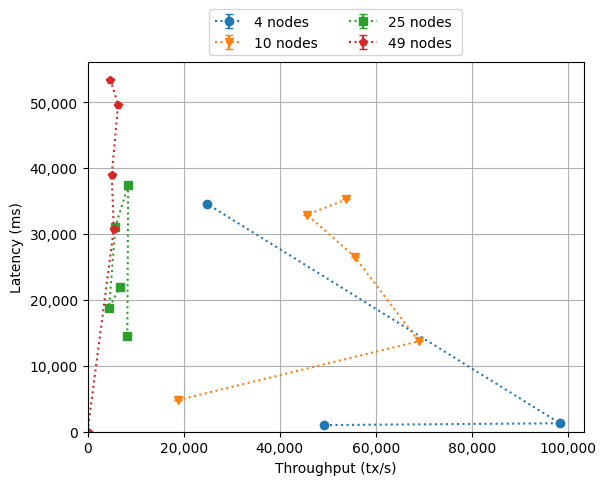 4 nodes
10 nodes
25 nodes
49 nodes
50,000
40,000
30,000
20,000
10,000
0
Latency (ms)
0
20,000
40,000
60,000
80,000
100,000
Throughput (tx/s)